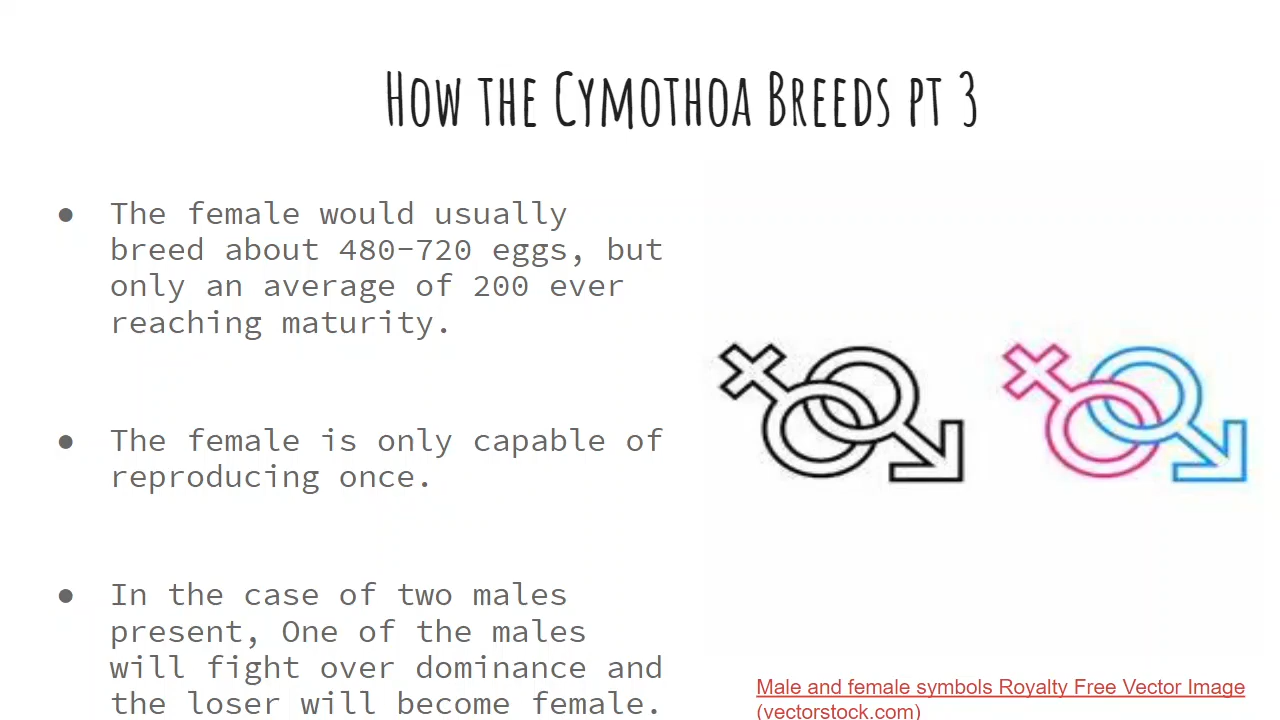 How the Cymothoa Breeds pt 3
● The female would usually
breed about 480-720 eggs, but
only an average of 200 ever
reaching maturity.
● The female is only capable of
reproducing once.
● In the case of two males
present, One of the males
will fight over dominance and
the loser will become female.
Male and female symbols Royalty Free Vector Image
(vectorstock.com)